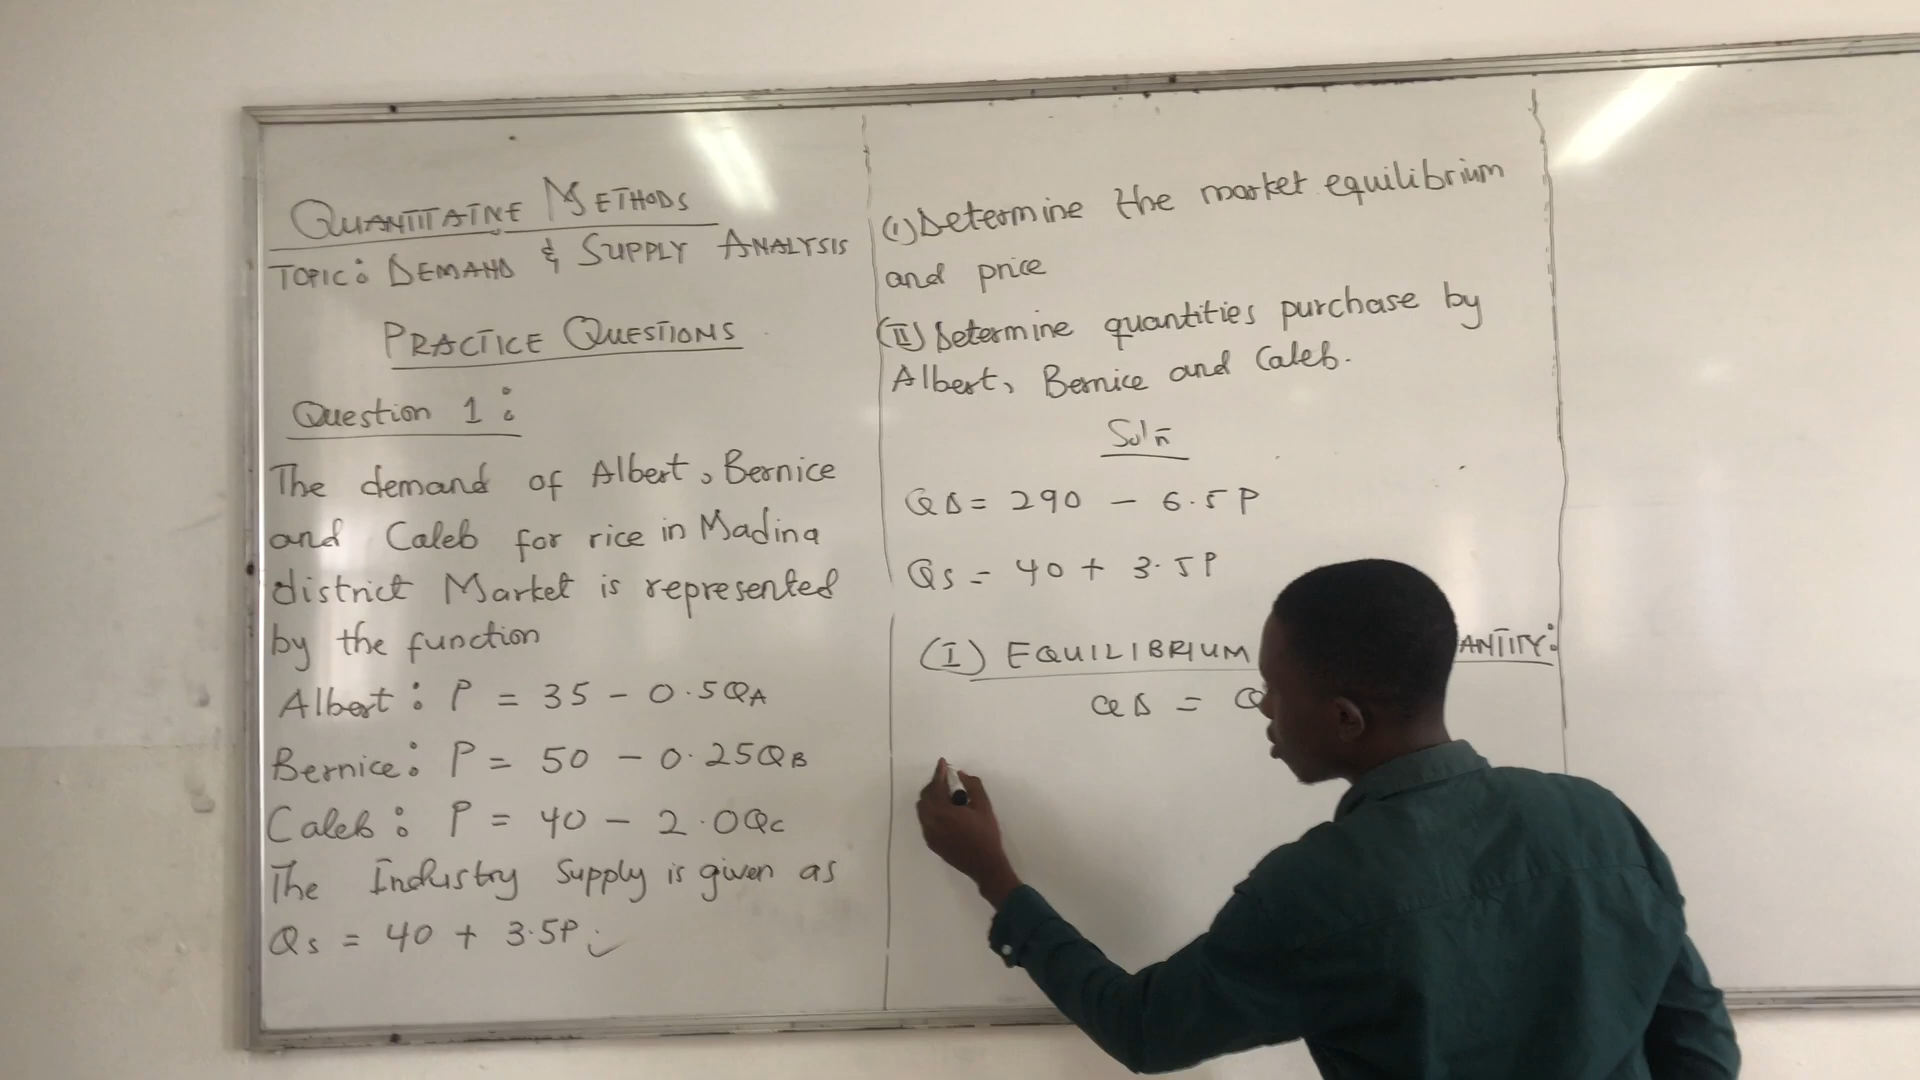 QUANTITATIVE METHODS
TOPIC: DEMAND & SUPPLY ANALYSIS
PRACTICE QUESTIONS
Question 1:
The demand of Albert, Bernice
and Caleb for rice in Madina
district Market is represented
by the function
Albert: P = 35 - 0.5QA
Bernice: P = 50 - 0.25QB
Caleb: P = 40 - 2.0QC
The Industry Supply is given as
Qs = 40 + 3.5P
(I) Determine the market equilibrium
and price
(II) Determine quantities purchase by
Albert, Bernice and Caleb.
Soln
QD = 290 - 6.5P
Qs = 40 + 3.5P
(I) EQUILIBRIUM ANTITY:
QD = Q